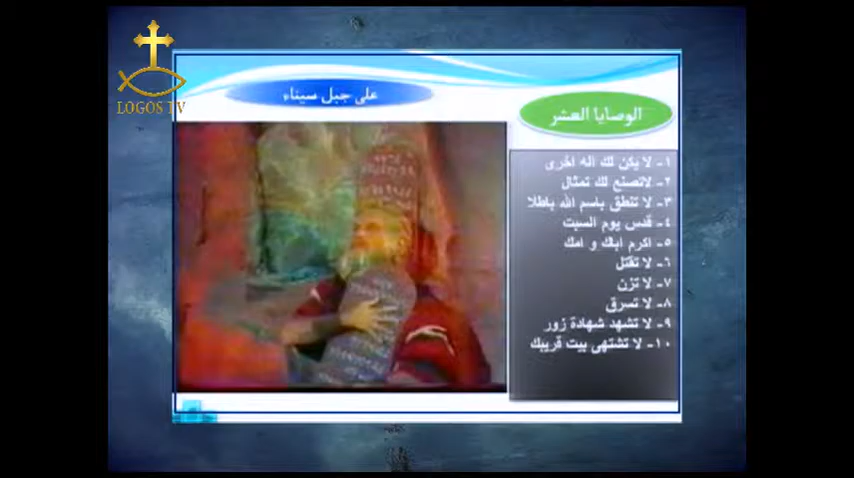 LOGOS TV
على جبل سيناء
الوصايا العشر
١- لا يكن لك اله اخرى
٢- لاتصنع لك تمثال
٣- لا تنطق باسم الله باطلا
٤- قدس يوم السبت
٥- اكرم اباك و امك
٦- لا تقتل
٧- لا تزن
٨- لا تسرق
٩- لا تشهد شهادة زور
١٠- لا تشتهى بيت قريبك